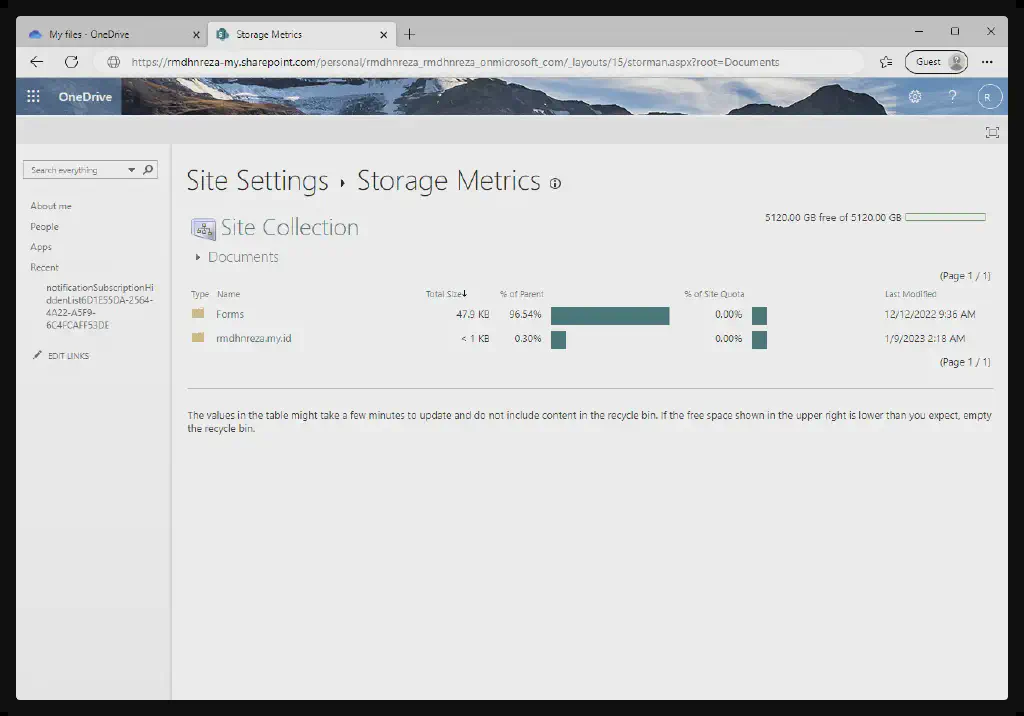 My files - OneDrive
Storage Metrics
https://rmdhnreza-my.sharepoint.com/personal/rmdhnreza_rmdhnreza_onmicrosoft_com/_layouts/15/storman.aspx?root=Documents
Guest
OneDrive
?
R
Search everything
About me
People
Apps
Recent
notificationSubscriptionHi
ddenList6D1E55DA-2564-
4A22-A5F9-
6C4FCAFF53DE
EDIT LINKS
Site Settings › Storage Metrics
5120.00 GB free of 5120.00 GB
Site Collection
Documents
(Page 1 / 1)
Type Name Total Size↓ % of Parent % of Site Quota Last Modified
Forms 47.9 KB 96.54% 0.00% 12/12/2022 9:36 AM
rmdhnreza.my.id < 1 KB 0.30% 0.00% 1/9/2023 2:18 AM
(Page 1 / 1)
The values in the table might take a few minutes to update and do not include content in the recycle bin. If the free space shown in the upper right is lower than you expect, empty
the recycle bin.